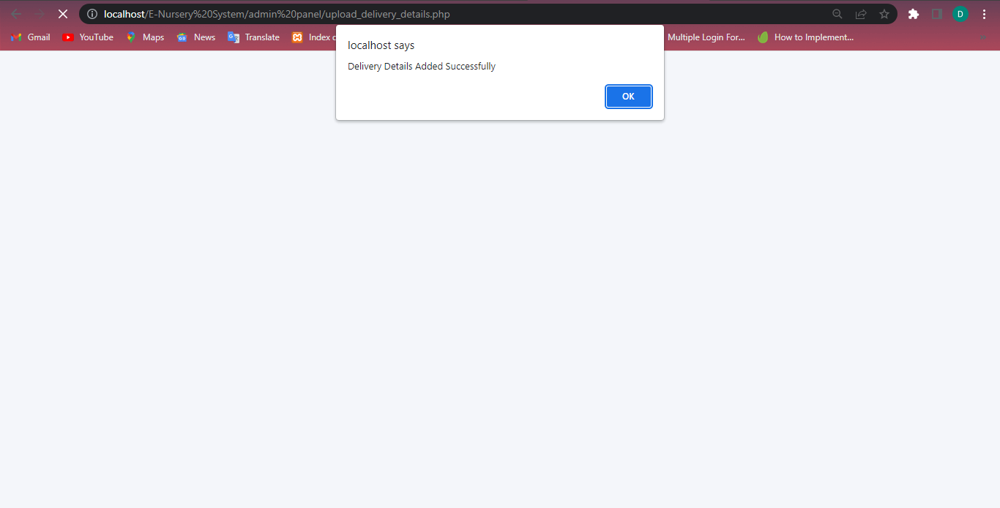 localhost/E-Nursery%20System/admin%20panel/upload_delivery_details.php
D
Gmail YouTube Maps News Translate Index Multiple Login For... How to Implement...
localhost says
Delivery Details Added Successfully
OK